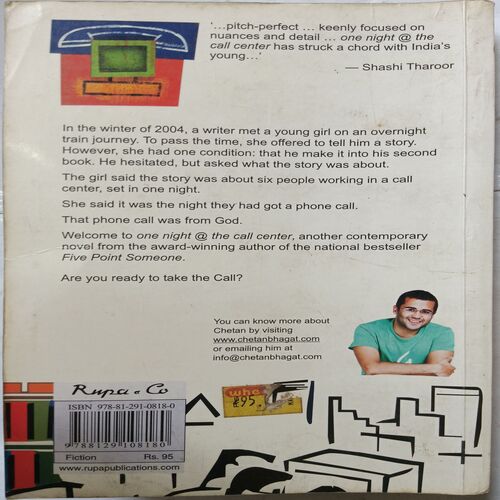 ‘...pitch-perfect ... keenly focused on
nuances and detail ... one night @ the
call center has struck a chord with India’s
young...’
— Shashi Tharoor
In the winter of 2004, a writer met a young girl on an overnight
train journey. To pass the time, she offered to tell him a story.
However, she had one condition: that he make it into his second
book. He hesitated, but asked what the story was about.
The girl said the story was about six people working in a call
center, set in one night.
She said it was the night they had got a phone call.
That phone call was from God.
Welcome to one night @ the call center, another contemporary
novel from the award-winning author of the national bestseller
Five Point Someone.
Are you ready to take the Call?
You can know more about
Chetan by visiting
www.chetanbhagat.com
or emailing him at
info@chetanbhagat.com
Rupa & Co
ISBN 978-81-291-0818-0
9 788129 108180
Fiction Rs. 95
www.rupapublications.com